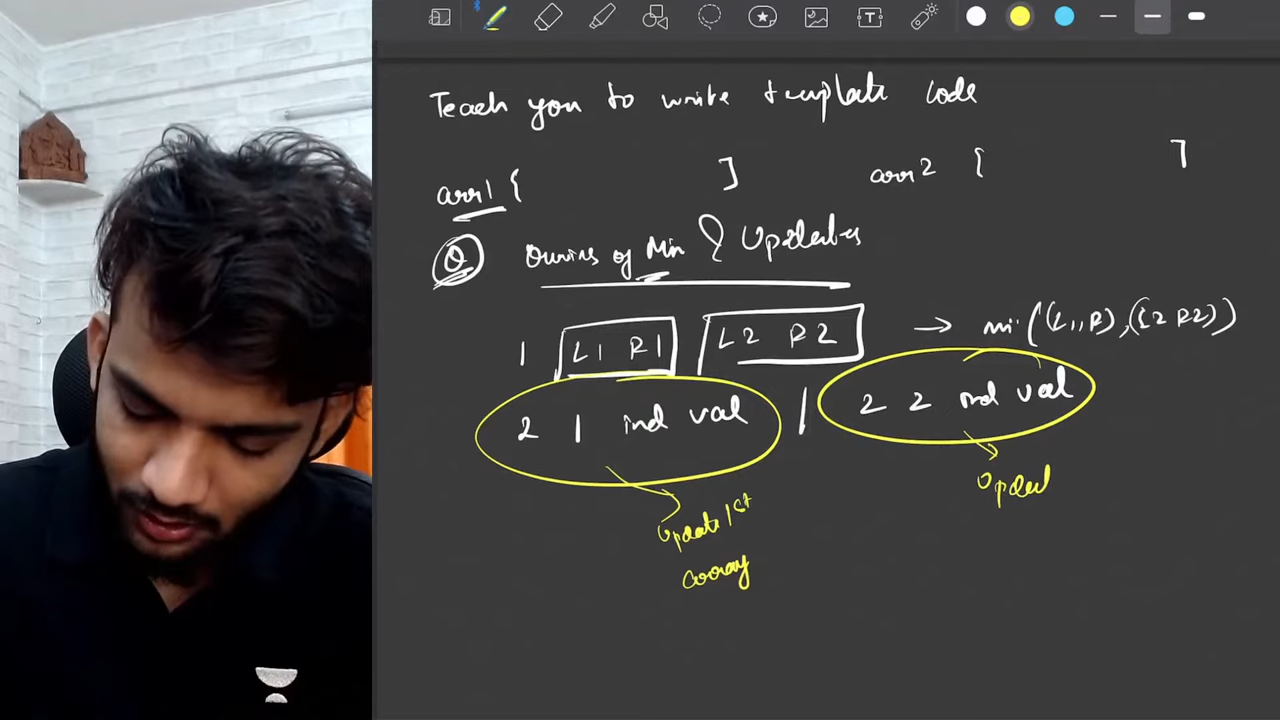 Teach you to write template code
arr1 [ ] arr2 [ ]
Q Queries of Min } Updates
1 L1 R1 L2 R2 → min((L1, R1), (L2 R2))
2 1 ind val / 2 2 ind val
update 1st
array